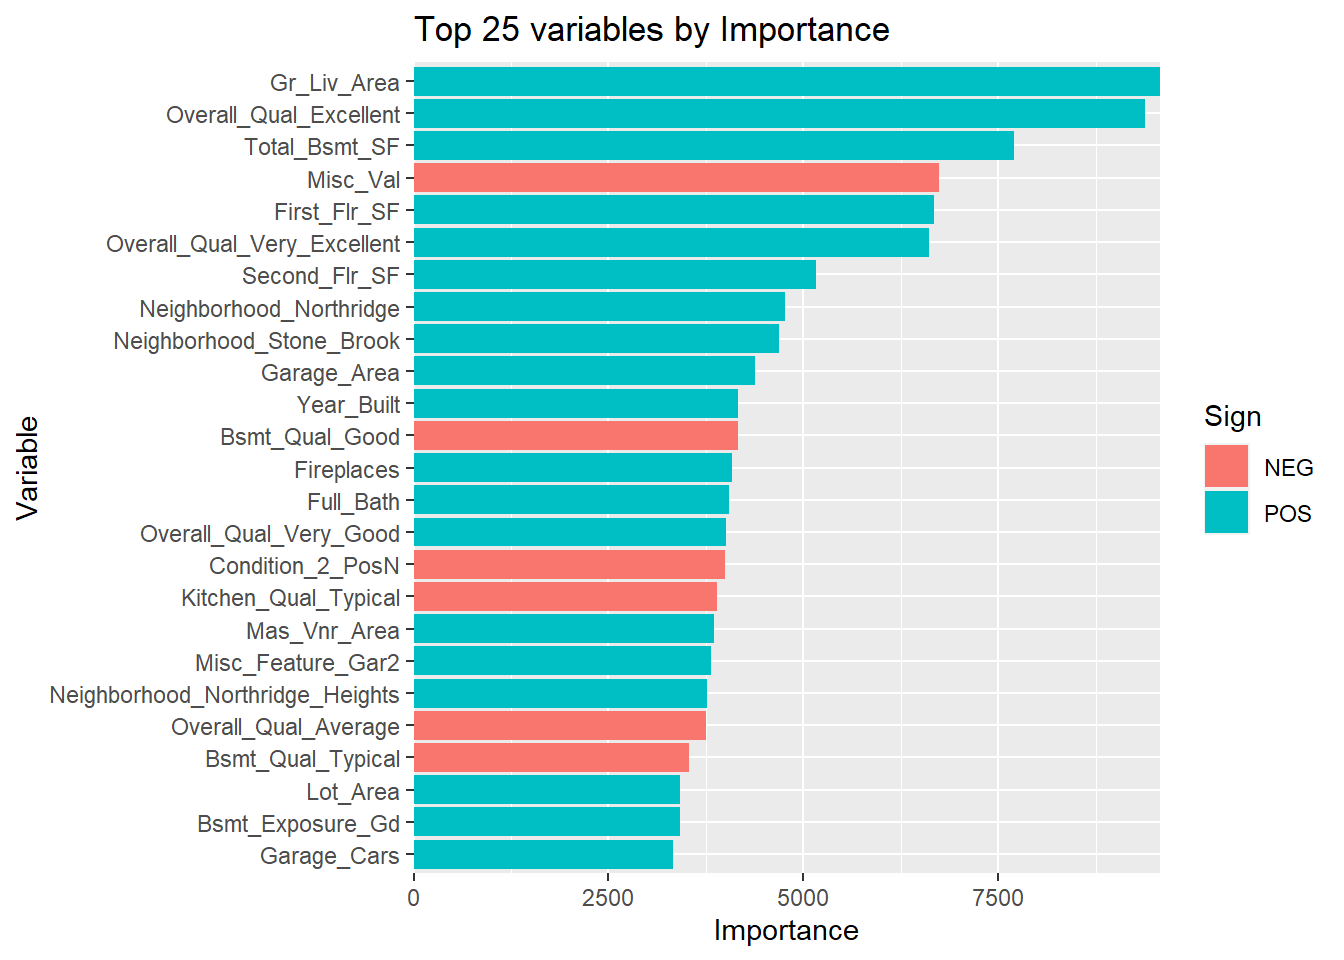 Top 25 variables by Importance
Variable
Gr_Liv_Area
Overall_Qual_Excellent
Total_Bsmt_SF
Misc_Val
First_Flr_SF
Overall_Qual_Very_Excellent
Second_Flr_SF
Neighborhood_Northridge
Neighborhood_Stone_Brook
Garage_Area
Year_Built
Bsmt_Qual_Good
Fireplaces
Full_Bath
Overall_Qual_Very_Good
Condition_2_PosN
Kitchen_Qual_Typical
Mas_Vnr_Area
Misc_Feature_Gar2
Neighborhood_Northridge_Heights
Overall_Qual_Average
Bsmt_Qual_Typical
Lot_Area
Bsmt_Exposure_Gd
Garage_Cars
0 2500 5000 7500
Importance
Sign
NEG
POS